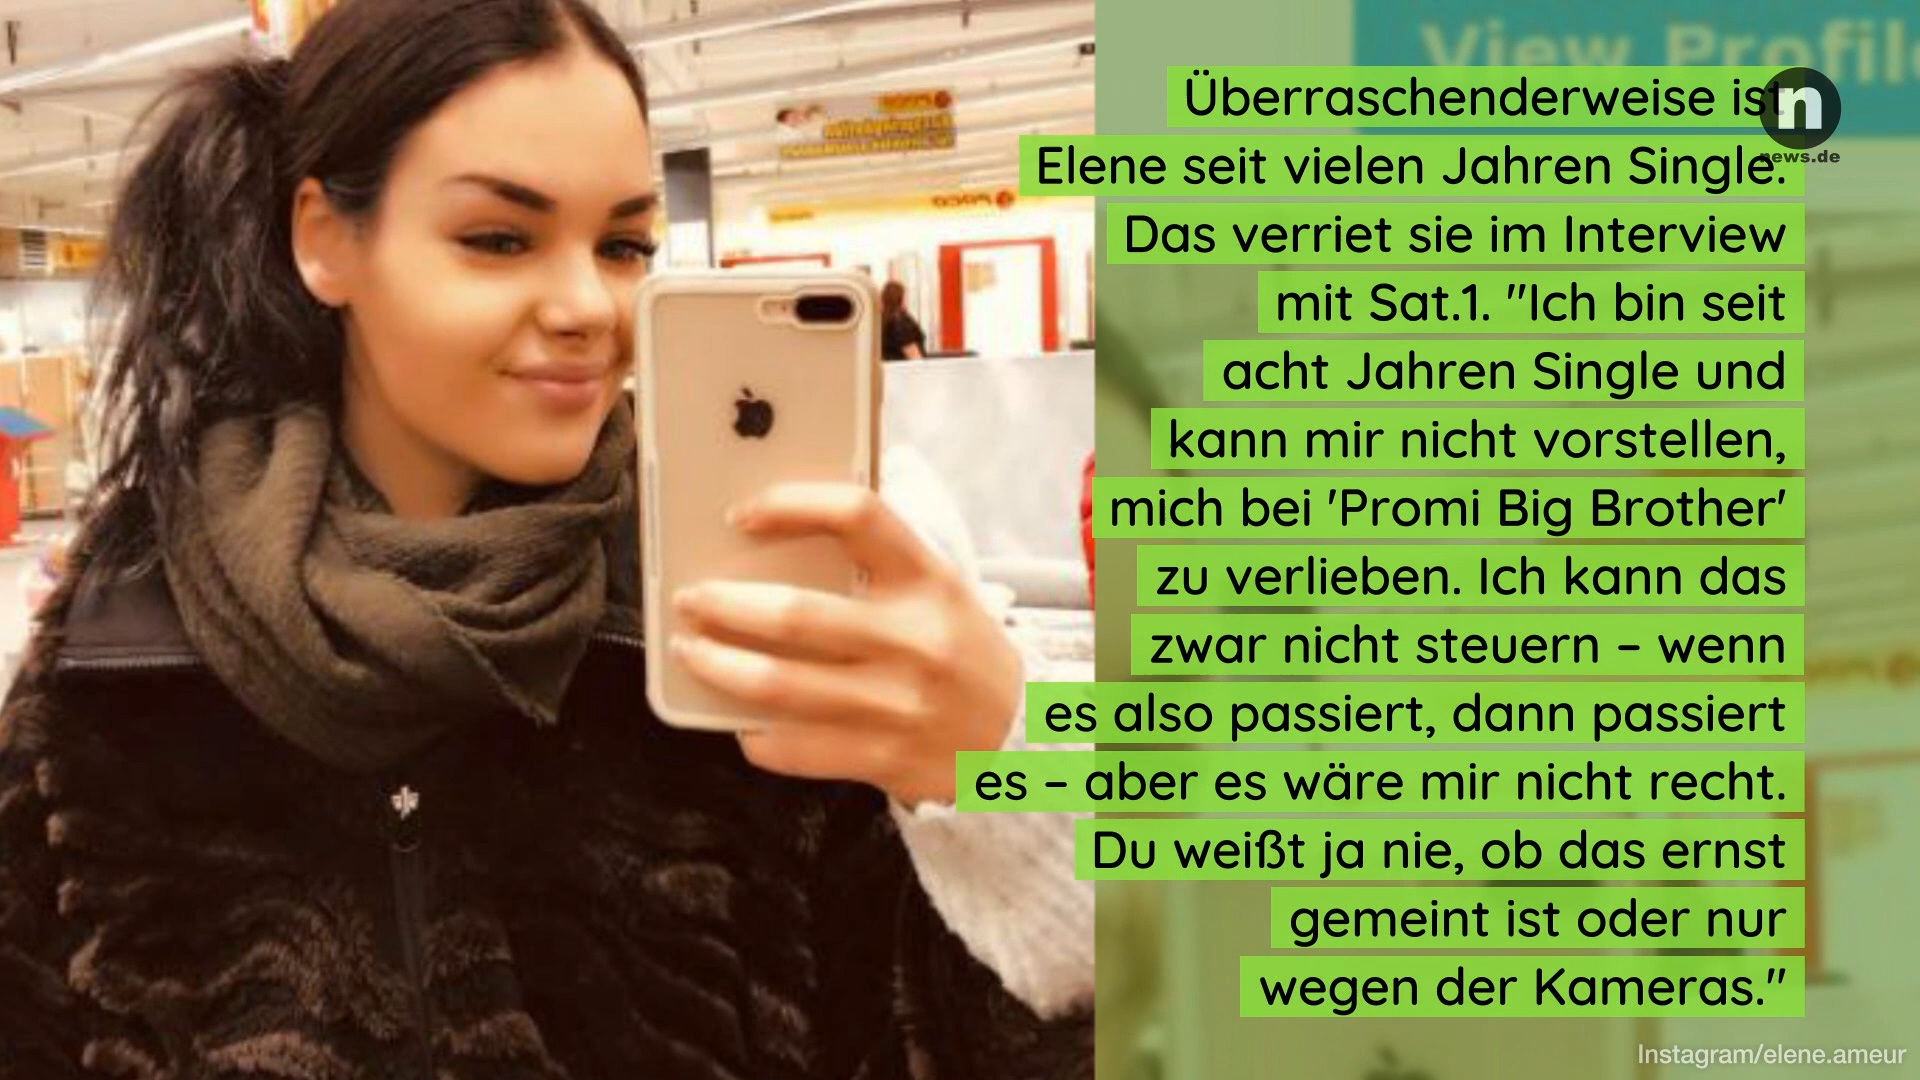 View Profile
Überraschenderweise ist
Elene seit vielen Jahren Single.
Das verriet sie im Interview
mit Sat.1. "Ich bin seit
acht Jahren Single und
kann mir nicht vorstellen,
mich bei 'Promi Big Brother'
zu verlieben. Ich kann das
zwar nicht steuern – wenn
es also passiert, dann passiert
es – aber es wäre mir nicht recht.
Du weißt ja nie, ob das ernst
gemeint ist oder nur
wegen der Kameras."
n
news.de
Instagram/elene.ameur